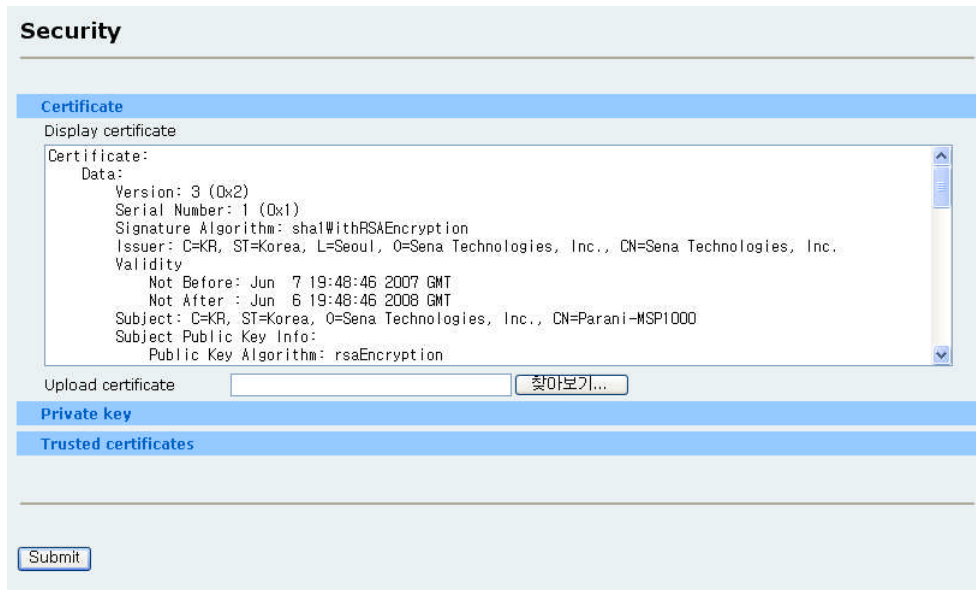 Security
Certificate
Display certificate
Certificate:
Data:
Version: 3 (0x2)
Serial Number: 1 (0x1)
Signature Algorithm: sha1₩ithRSAEncryption
Issuer: C=KR, ST=Korea, L=Seoul, O=Sena Technologies, Inc., CN=Sena Technologies, Inc.
Validity
Not Before: Jun  7 19:48:46 2007 GMT
Not After : Jun  6 19:48:46 2008 GMT
Subject: C=KR, ST=Korea, O=Sena Technologies, Inc., CN=Parani-MSP1000
Subject Public Key Info:
Public Key Algorithm: rsaEncryption
Upload certificate 찾아보기...
Private key
Trusted certificates
Submit